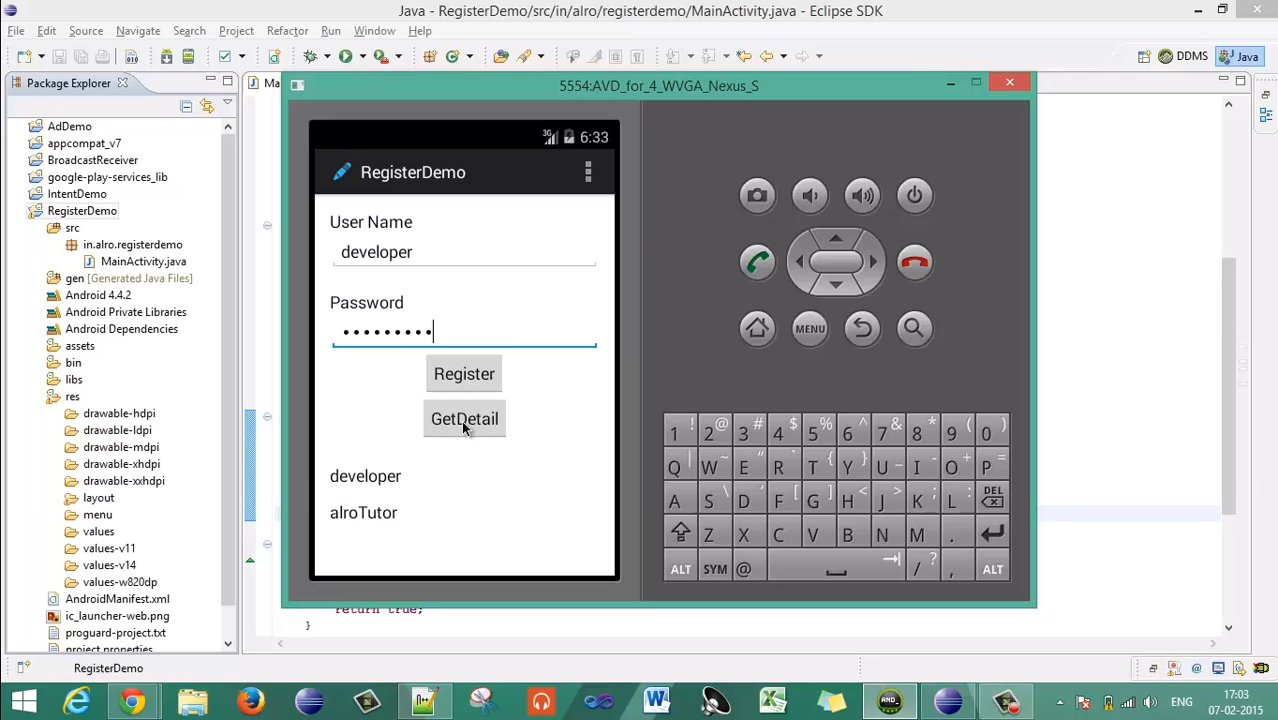 Java - RegisterDemo/src/in/alro/registerdemo/MainActivity.java - Eclipse SDK
File Edit Source Navigate Search Project Refactor Run Window Help
DDMS Java
Package Explorer
Ma
5554:AVD_for_4_WVGA_Nexus_S
AdDemo
appcompat_v7
BroadcastReceiver
google-play-services_lib
IntentDemo
RegisterDemo
src
in.alro.registerdemo
MainActivity.java
gen [Generated Java Files]
Android 4.4.2
Android Private Libraries
Android Dependencies
assets
bin
libs
res
drawable-hdpi
drawable-ldpi
drawable-mdpi
drawable-xhdpi
drawable-xxhdpi
layout
menu
values
values-v11
values-v14
values-w820dp
AndroidManifest.xml
ic_launcher-web.png
proguard-project.txt
project.properties
3G 6:33
RegisterDemo
User Name
developer
Password
•••••••••
Register
GetDetail
developer
alroTutor
MENU
1 ! 2 @ 3 # 4 $ 5 % 6 ^ 7 & 8 * 9 ( 0 )
Q | W ~ E " R ` T { Y } U _ I - O + P =
A S \ D ' F [ G ] H < J > K ; L : DEL
Z X C V B N M .
ALT SYM @ / ? , ALT
return true;
}
RegisterDemo
ENG
17:03
07-02-2015